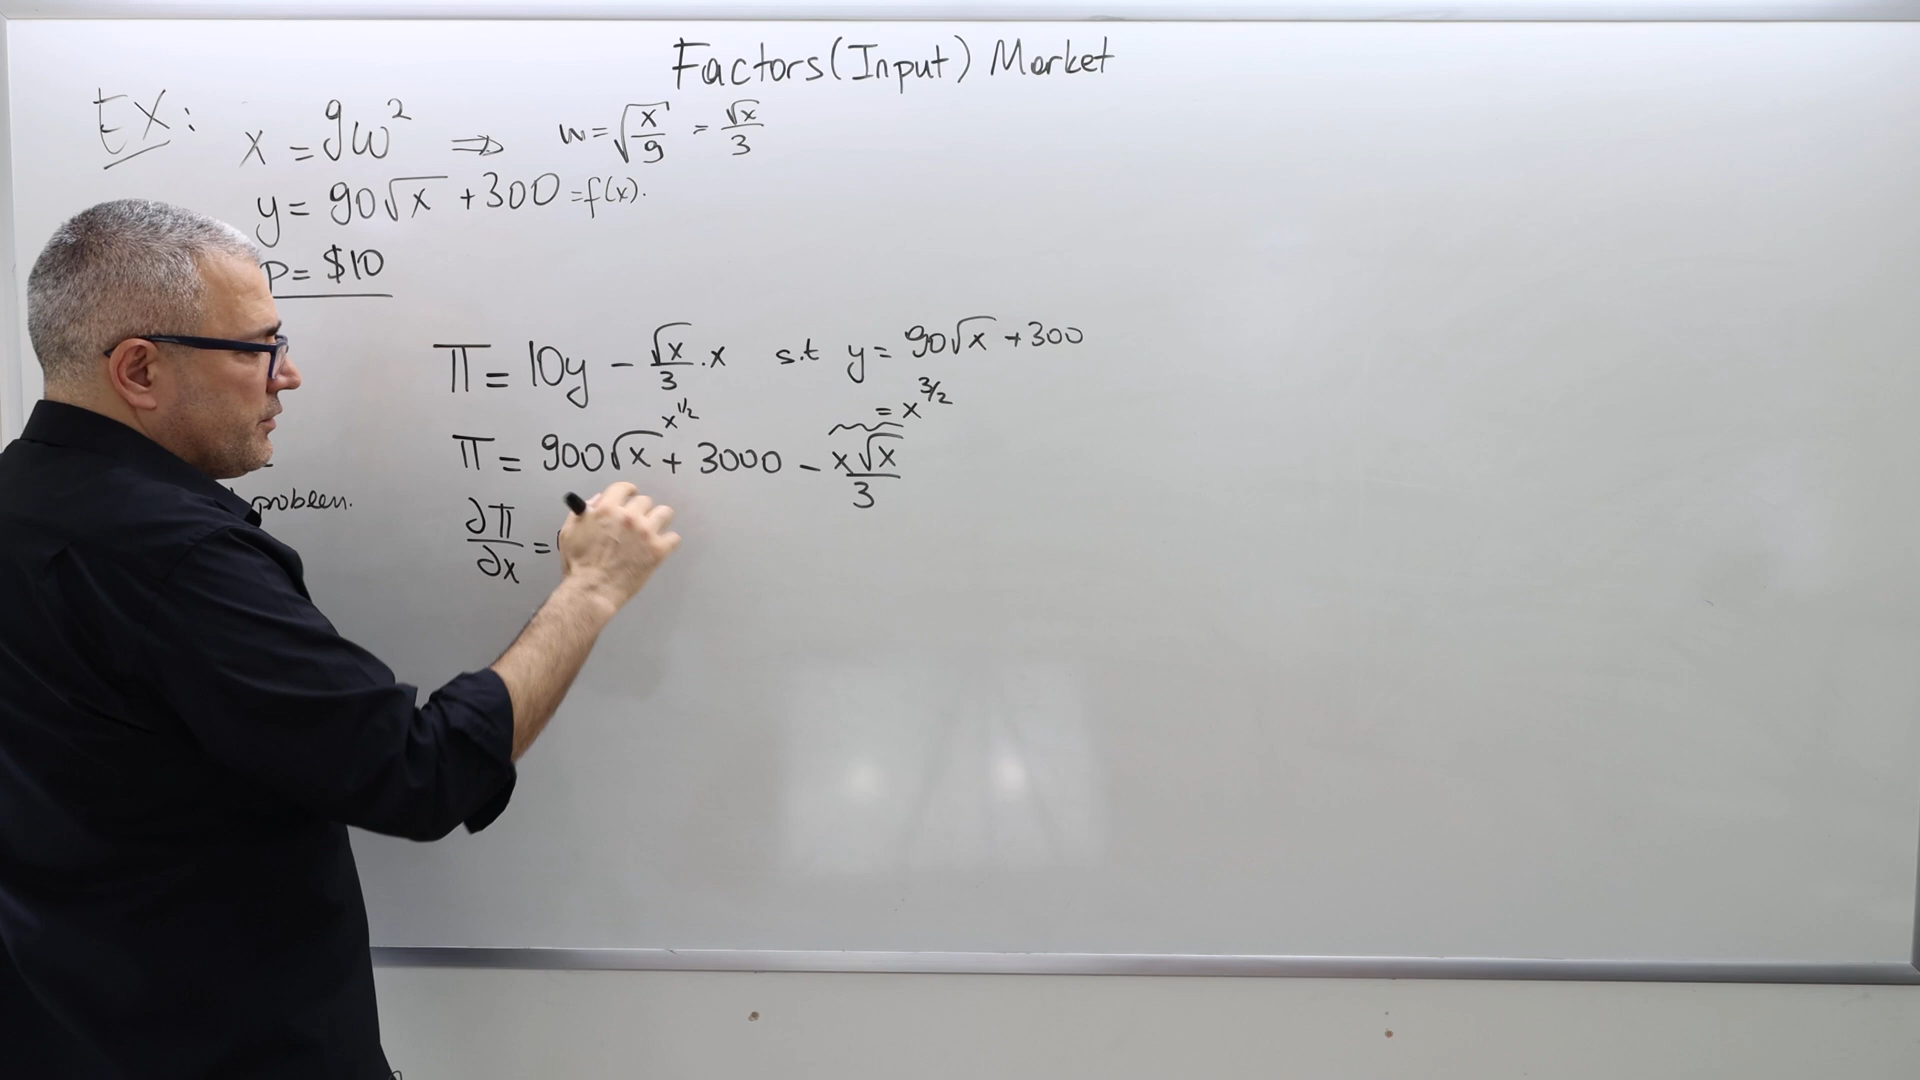 Factors (Input) Market
EX: x = 9w² ⇒ w = √(x/9) = √x/3
y = 90√x + 300 = f(x).
P = $10
π = 10y - √x/3 · x s.t y = 90√x + 300
x^1/2 = x^3/2
π = 900√x + 3000 - x√x/3
problem.
∂π/∂x =